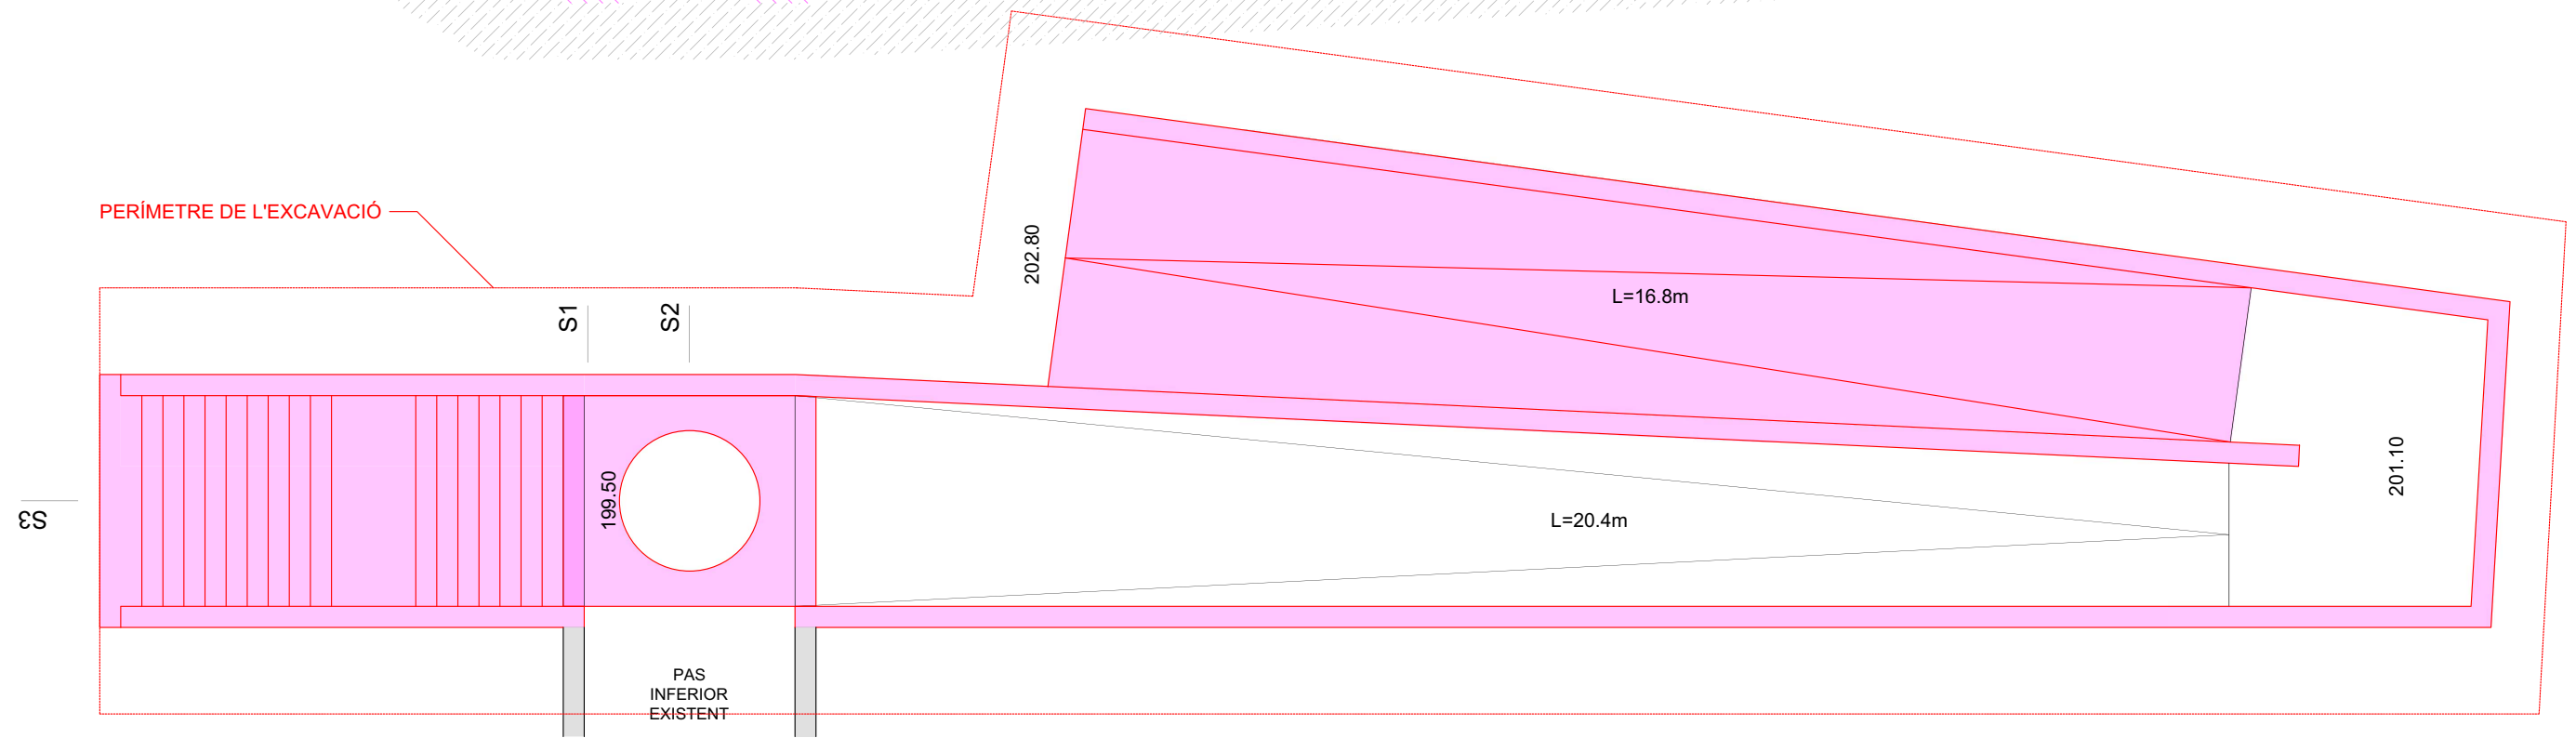 PERÍMETRE DE L'EXCAVACIÓ
202.80
L=16.8m
S1
S2
199.50
201.10
S3
L=20.4m
PAS
INFERIOR
EXISTENT